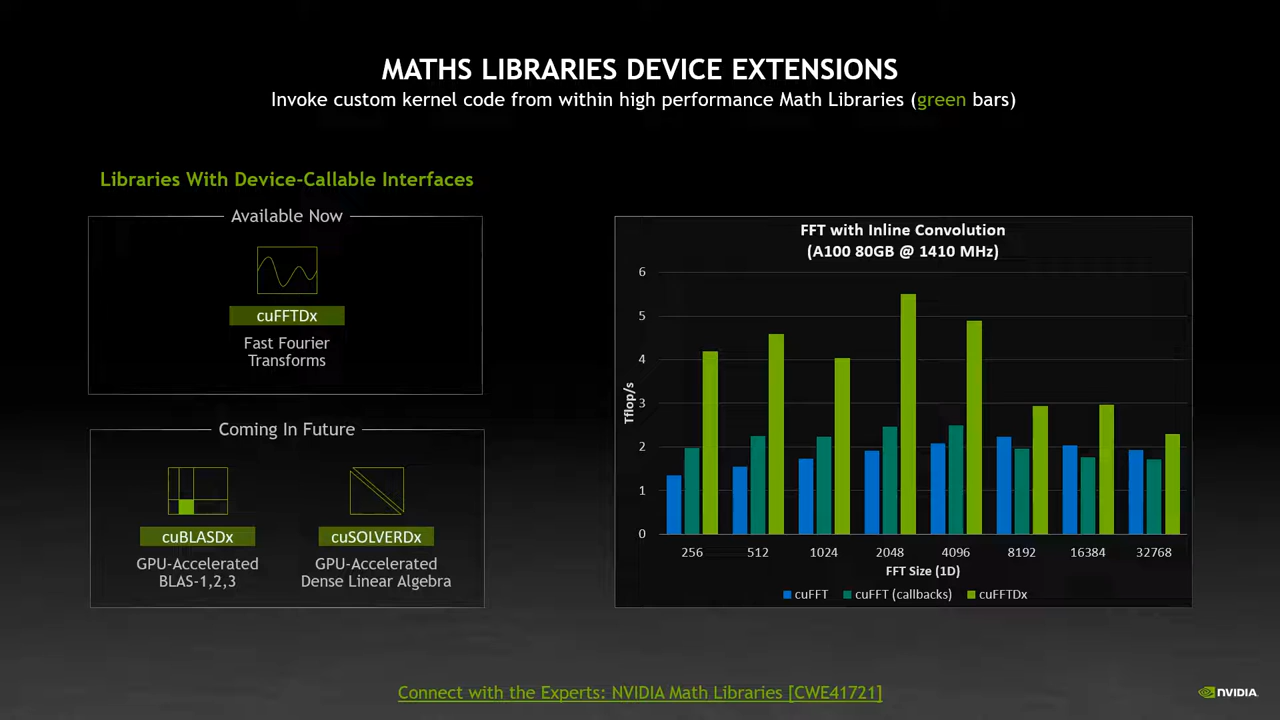 MATHS LIBRARIES DEVICE EXTENSIONS
Invoke custom kernel code from within high performance Math Libraries (green bars)
Libraries With Device-Callable Interfaces
Available Now
cuFFTDx
Fast Fourier
Transforms
Coming In Future
cuBLASDx
GPU-Accelerated
BLAS-1,2,3
cuSOLVERDx
GPU-Accelerated
Dense Linear Algebra
FFT with Inline Convolution
(A100 80GB @ 1410 MHz)
Tflop/s
6
5
4
3
2
1
0
256 512 1024 2048 4096 8192 16384 32768
FFT Size (1D)
cuFFT cuFFT (callbacks) cuFFTDx
Connect with the Experts: NVIDIA Math Libraries [CWE41721]
NVIDIA.